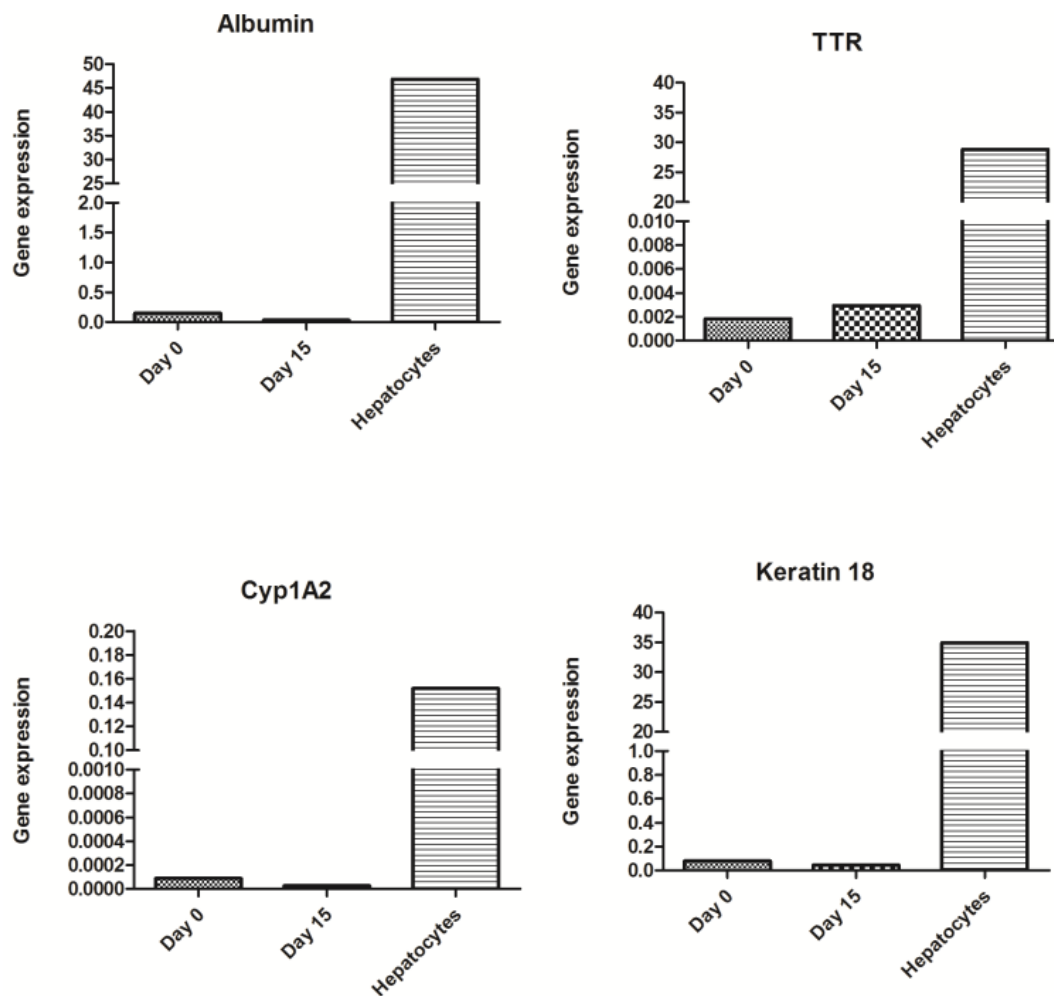 Albumin
Gene expression
50
45
40
35
30
25
2.0
1.5
1.0
0.5
0.0
Day 0
Day 15
Hepatocytes
TTR
Gene expression
40
35
30
25
20
0.010
0.008
0.006
0.004
0.002
0.000
Day 0
Day 15
Hepatocytes
Cyp1A2
Gene expression
0.20
0.18
0.16
0.14
0.12
0.10
0.0010
0.0008
0.0006
0.0004
0.0002
0.0000
Day 0
Day 15
Hepatocytes
Keratin 18
Gene expression
40
35
30
25
20
1.0
0.8
0.6
0.4
0.2
0.0
Day 0
Day 15
Hepatocytes